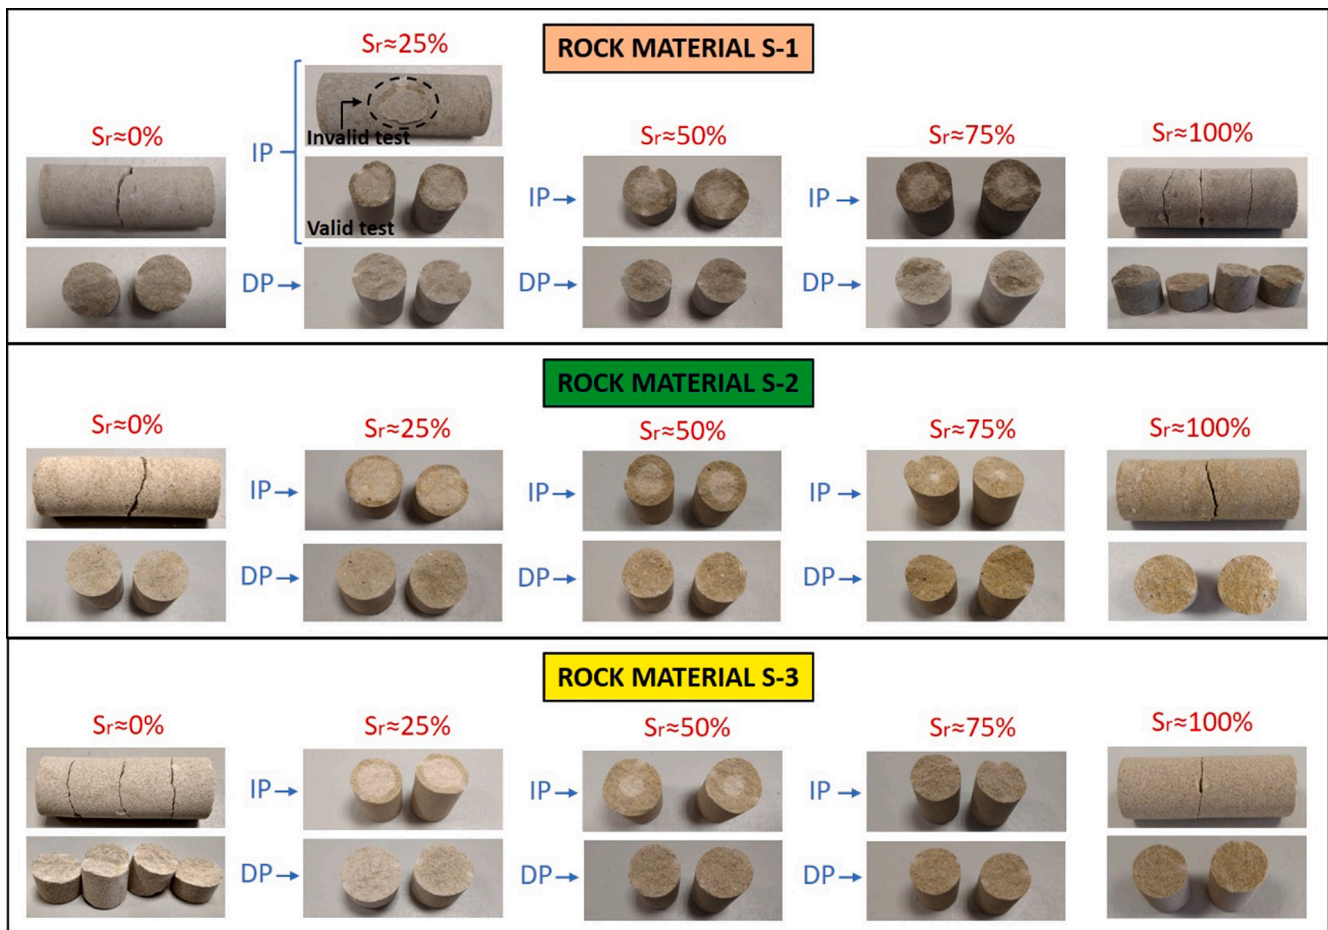 ROCK MATERIAL S-1
Sr≈0%
Sr≈25%
Sr≈50%
Sr≈75%
Sr≈100%
IP
Invalid test
Valid test
IP
IP
DP
DP
DP
ROCK MATERIAL S-2
Sr≈0%
Sr≈25%
Sr≈50%
Sr≈75%
Sr≈100%
IP
IP
IP
DP
DP
DP
ROCK MATERIAL S-3
Sr≈0%
Sr≈25%
Sr≈50%
Sr≈75%
Sr≈100%
IP
IP
IP
DP
DP
DP